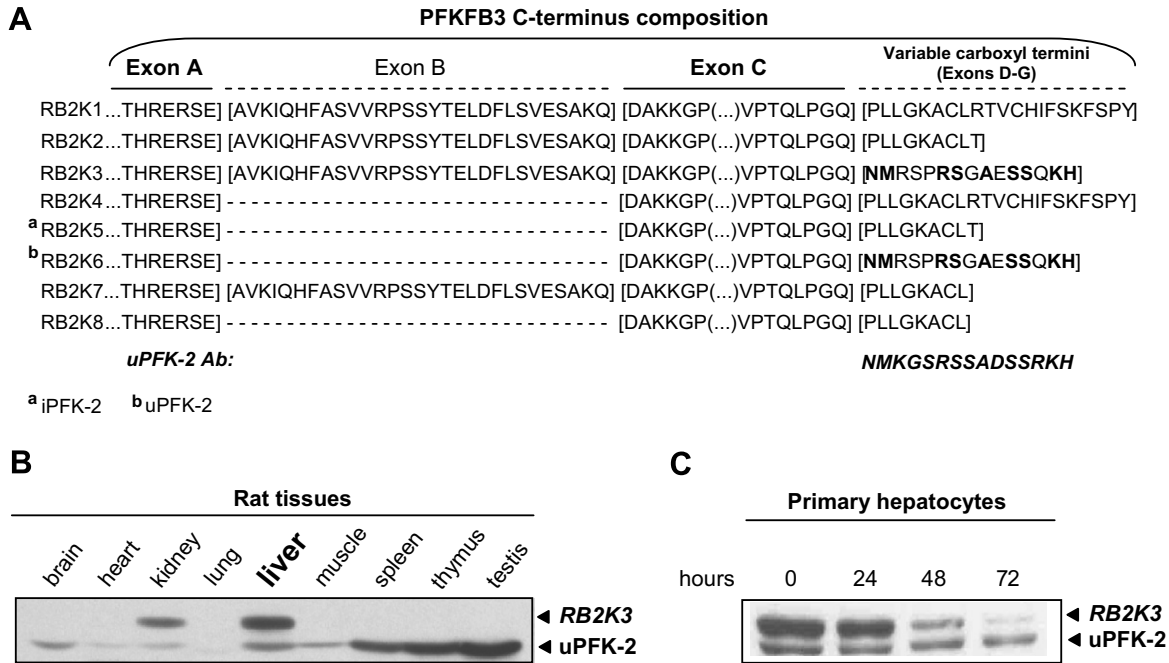 A
PFKFB3 C-terminus composition
Exon A Exon B Exon C Variable carboxyl termini
(Exons D-G)
RB2K1...THRERSE] [AVKIQHFASVVRPSSYTELDFLSVESAKQ] [DAKKGP(...)VPTQLPGQ] [PLLGKACLRTVCHIFSKFSPY]
RB2K2...THRERSE] [AVKIQHFASVVRPSSYTELDFLSVESAKQ] [DAKKGP(...)VPTQLPGQ] [PLLGKACLT]
RB2K3...THRERSE] [AVKIQHFASVVRPSSYTELDFLSVESAKQ] [DAKKGP(...)VPTQLPGQ] [NMRSPRSGAESSQKH]
RB2K4...THRERSE] - - - - - - - - - - - - - - - - - - - - - - - - - - - - - [DAKKGP(...)VPTQLPGQ] [PLLGKACLRTVCHIFSKFSPY]
a RB2K5...THRERSE] - - - - - - - - - - - - - - - - - - - - - - - - - - - - - [DAKKGP(...)VPTQLPGQ] [PLLGKACLT]
b RB2K6...THRERSE] - - - - - - - - - - - - - - - - - - - - - - - - - - - - - [DAKKGP(...)VPTQLPGQ] [NMRSPRSGAESSQKH]
RB2K7...THRERSE] [AVKIQHFASVVRPSSYTELDFLSVESAKQ] [DAKKGP(...)VPTQLPGQ] [PLLGKACL]
RB2K8...THRERSE] - - - - - - - - - - - - - - - - - - - - - - - - - - - - - [DAKKGP(...)VPTQLPGQ] [PLLGKACL]
uPFK-2 Ab: NMKGSRSSADSSRKH
a iPFK-2 b uPFK-2
B
Rat tissues
brain heart kidney lung liver muscle spleen thymus testis
RB2K3
uPFK-2
C
Primary hepatocytes
hours 0 24 48 72
RB2K3
uPFK-2